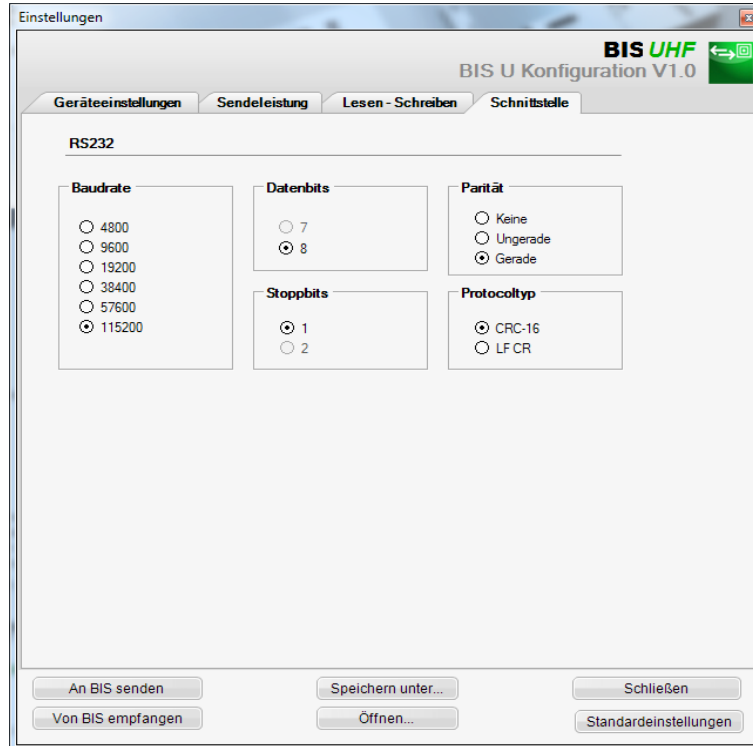 Einstellungen
BIS UHF
BIS U Konfiguration V1.0
Geräteeinstellungen Sendeleistung Lesen - Schreiben Schnittstelle
RS232
Baudrate
4800
9600
19200
38400
57600
115200
Datenbits
7
8
Parität
Keine
Ungerade
Gerade
Stoppbits
1
2
Protocoltyp
CRC-16
LF CR
An BIS senden Speichern unter... Schließen
Von BIS empfangen Öffnen... Standardeinstellungen